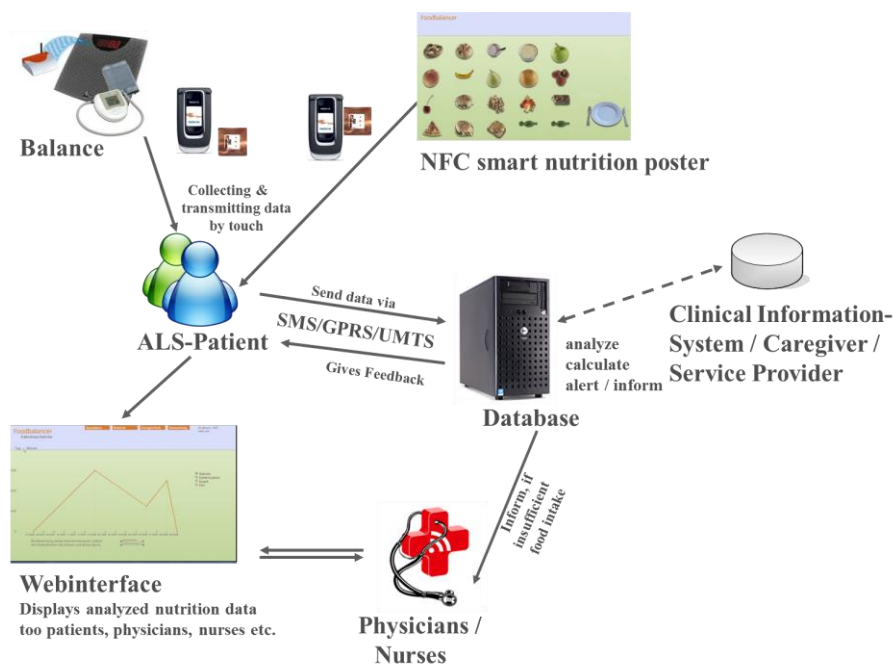 Foodbalancer
Balance
NFC smart nutrition poster
Collecting &
transmitting data
by touch
ALS-Patient
Send data via
SMS/GPRS/UMTS
Gives Feedback
analyze
calculate
alert / inform
Database
Clinical Information-
System / Caregiver /
Service Provider
Inform, if
insufficient
food intake
Foodbalancer
Webinterface
Displays analyzed nutrition data
too patients, physicians, nurses etc.
Physicians /
Nurses